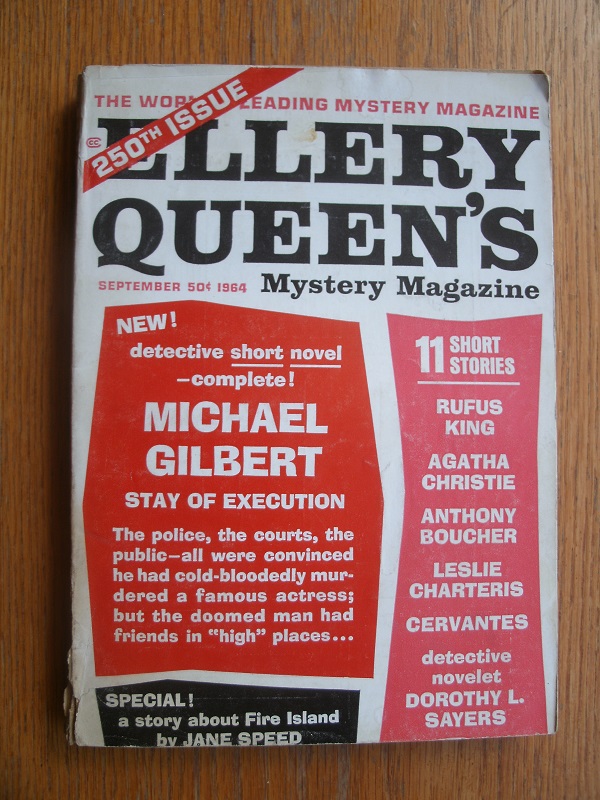 THE WORLD'S LEADING MYSTERY MAGAZINE
250TH ISSUE
CC
ELLERY
QUEEN'S
SEPTEMBER 50¢ 1964 Mystery Magazine
NEW!
detective short novel
—complete!
MICHAEL
GILBERT
STAY OF EXECUTION
The police, the courts, the
public—all were convinced
he had cold-bloodedly mur-
dered a famous actress;
but the doomed man had
friends in "high" places...
SPECIAL!
a story about Fire Island
by JANE SPEED
11 SHORT
STORIES
RUFUS
KING
AGATHA
CHRISTIE
ANTHONY
BOUCHER
LESLIE
CHARTERIS
CERVANTES
detective
novelet
DOROTHY L.
SAYERS